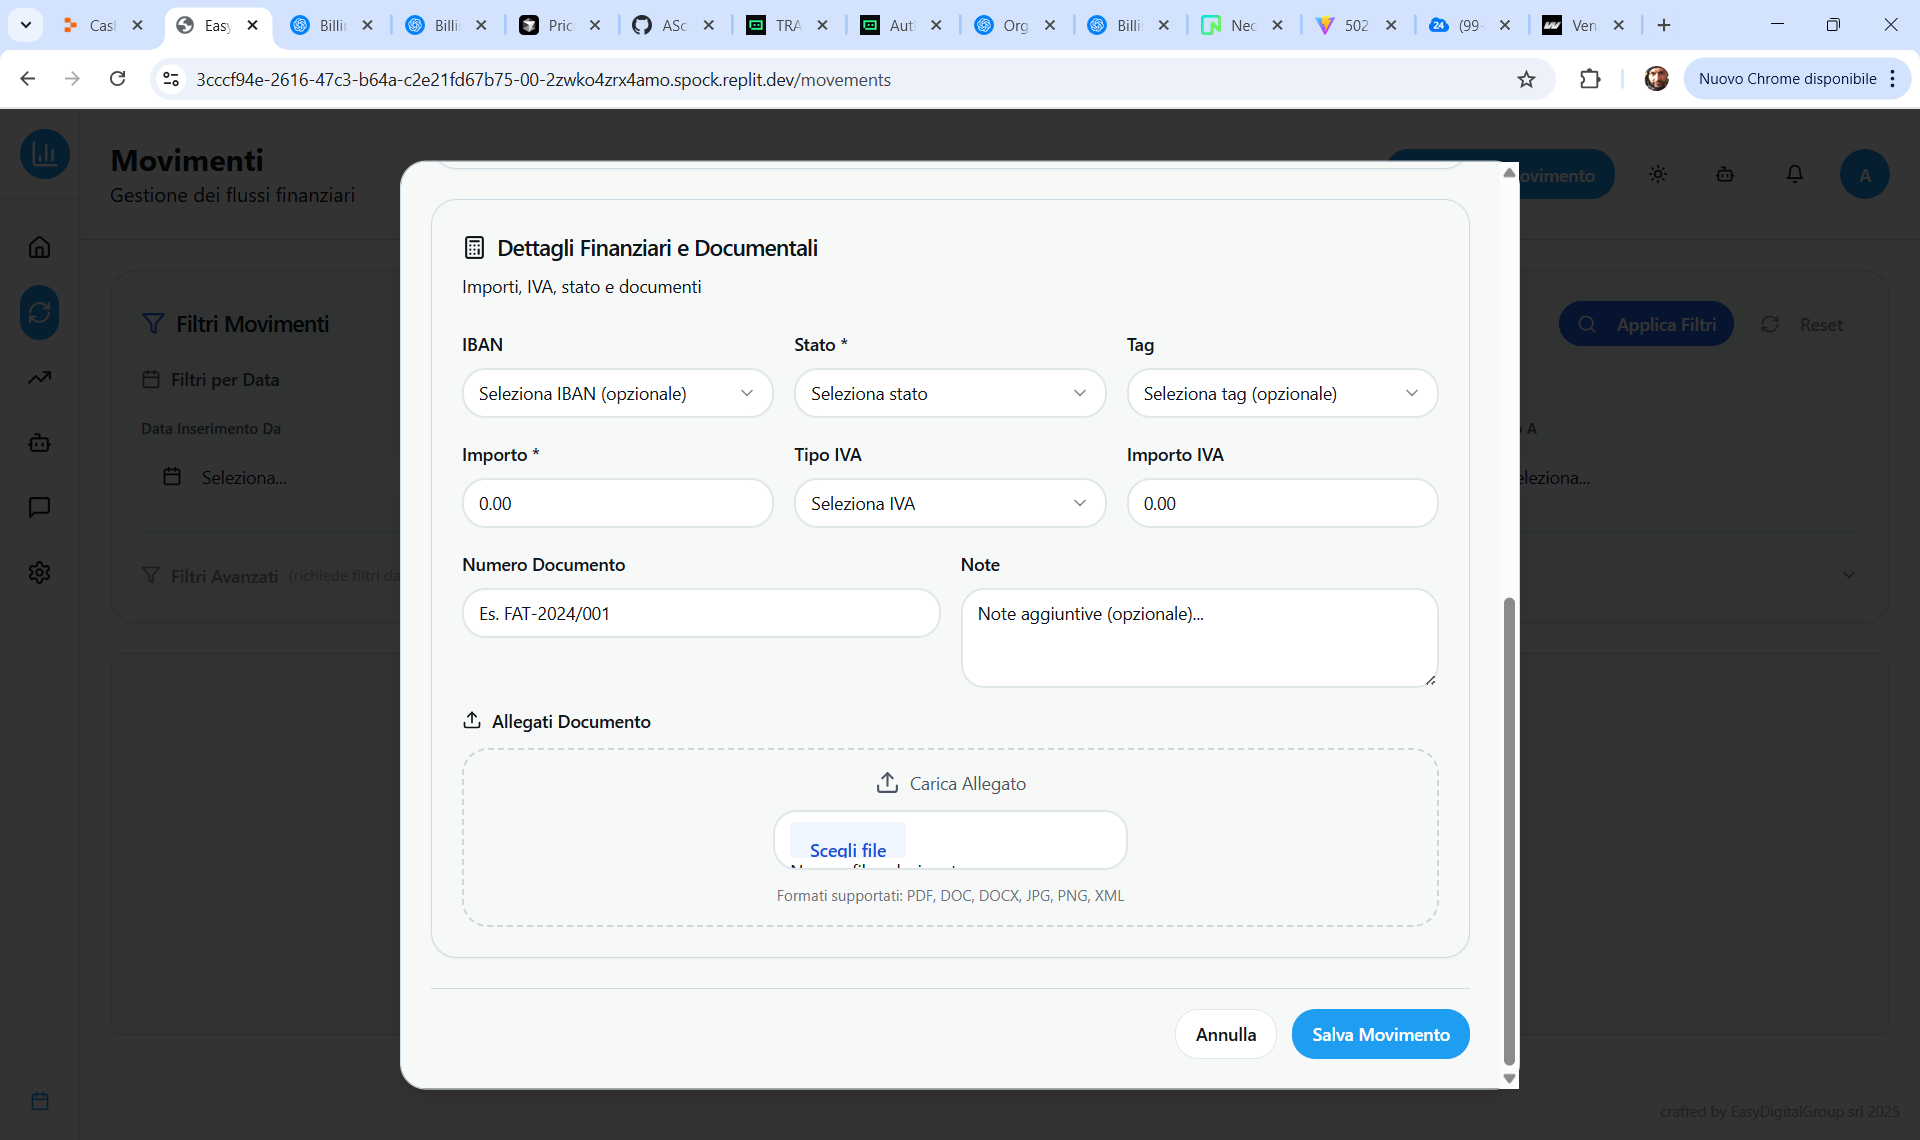 Cas
Easy
Billi
Billi
Pric
ASc
TRA
Aut
Org
Billi
Nec
502
24
(99-
Ven
3cccf94e-2616-47c3-b64a-c2e21fd67b75-00-2zwko4zrx4amo.spock.replit.dev/movements
Nuovo Chrome disponibile
Movimenti
Gestione dei flussi finanziari
ovimento
A
Filtri Movimenti
Applica Filtri
Reset
Filtri per Data
Data Inserimento Da
A
Seleziona...
eleziona...
Filtri Avanzati (richiede filtri da
Dettagli Finanziari e Documentali
Importi, IVA, stato e documenti
IBAN
Stato *
Tag
Seleziona IBAN (opzionale)
Seleziona stato
Seleziona tag (opzionale)
Importo *
Tipo IVA
Importo IVA
0.00
Seleziona IVA
0.00
Numero Documento
Note
Es. FAT-2024/001
Note aggiuntive (opzionale)...
Allegati Documento
Carica Allegato
Scegli file
Formati supportati: PDF, DOC, DOCX, JPG, PNG, XML
Annulla
Salva Movimento
crafted by EasyDigitalGroup srl 2025